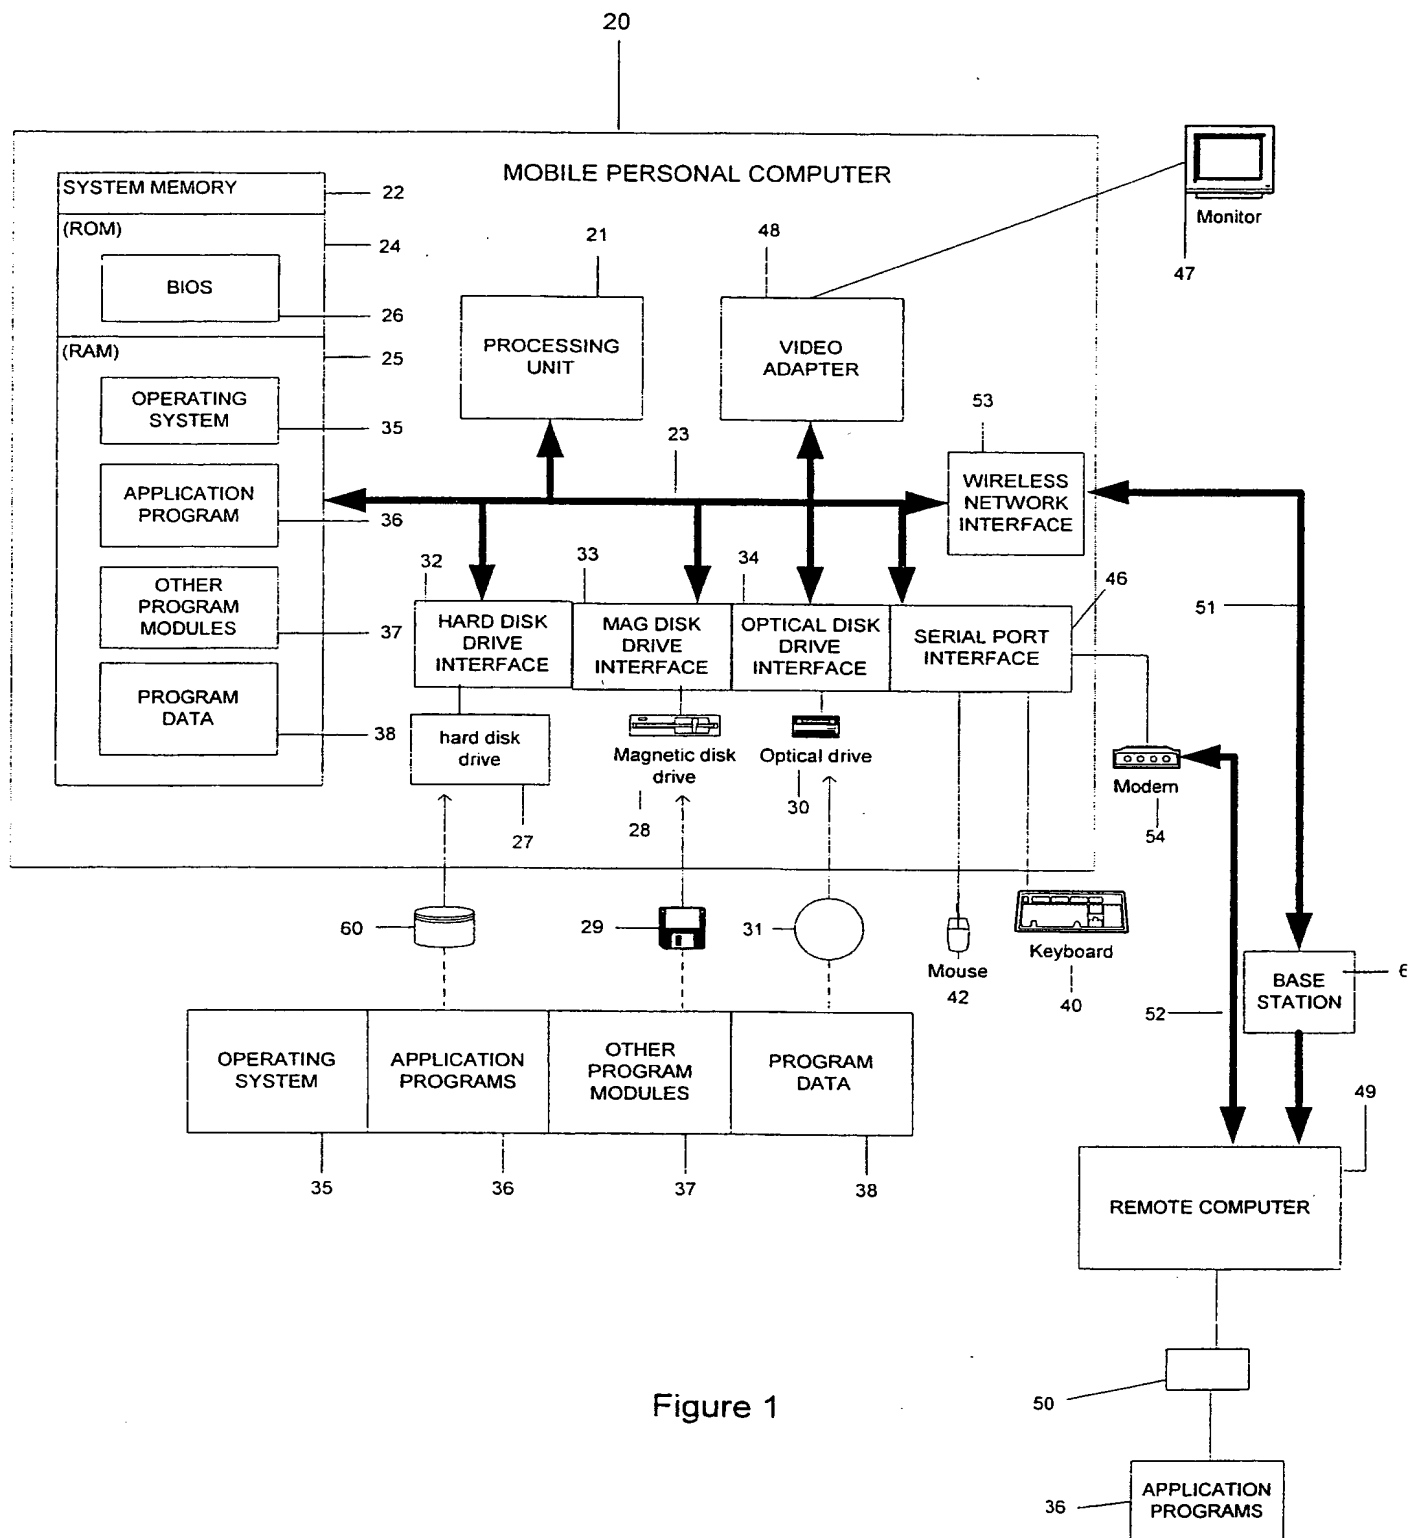 20
MOBILE PERSONAL COMPUTER
SYSTEM MEMORY
22
(ROM)
24
BIOS
26
(RAM)
25
OPERATING
SYSTEM
35
APPLICATION
PROGRAM
36
OTHER
PROGRAM
MODULES
37
PROGRAM
DATA
38
21
PROCESSING
UNIT
48
VIDEO
ADAPTER
Monitor
47
23
53
WIRELESS
NETWORK
INTERFACE
32
HARD DISK
DRIVE
INTERFACE
33
MAG DISK
DRIVE
INTERFACE
34
OPTICAL DISK
DRIVE
INTERFACE
46
SERIAL PORT
INTERFACE
51
hard disk
drive
27
Magnetic disk
drive
28
Optical drive
30
Modem
54
60
29
31
Mouse
42
Keyboard
40
52
BASE
STATION
6
OPERATING
SYSTEM
APPLICATION
PROGRAMS
OTHER
PROGRAM
MODULES
PROGRAM
DATA
35
36
37
38
49
REMOTE COMPUTER
50
Figure 1
36
APPLICATION
PROGRAMS